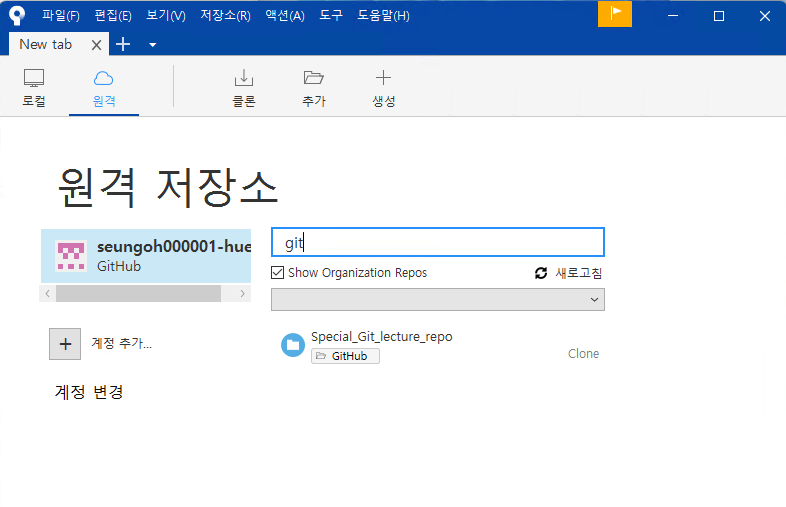 파일(F) 편집(E) 보기(V) 저장소(R) 액션(A) 도구 도움말(H)
New tab
로컬 원격 클론 추가 생성
원격 저장소
seungoh000001-hue
GitHub
git
Show Organization Repos 새로고침
Special_Git_lecture_repo
GitHub
Clone
계정 추가...
계정 변경